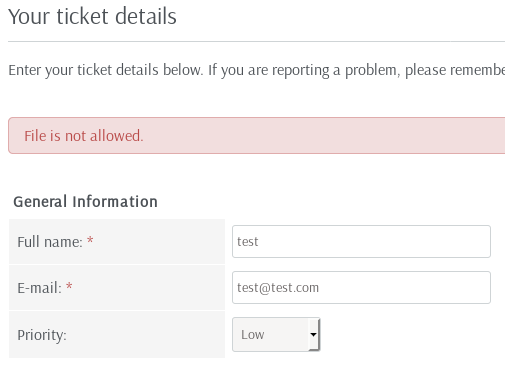 Your ticket details
Enter your ticket details below. If you are reporting a problem, please
File is not allowed.
General Information
Full name: * test
E-mail: * test@test.com
Priority: Low